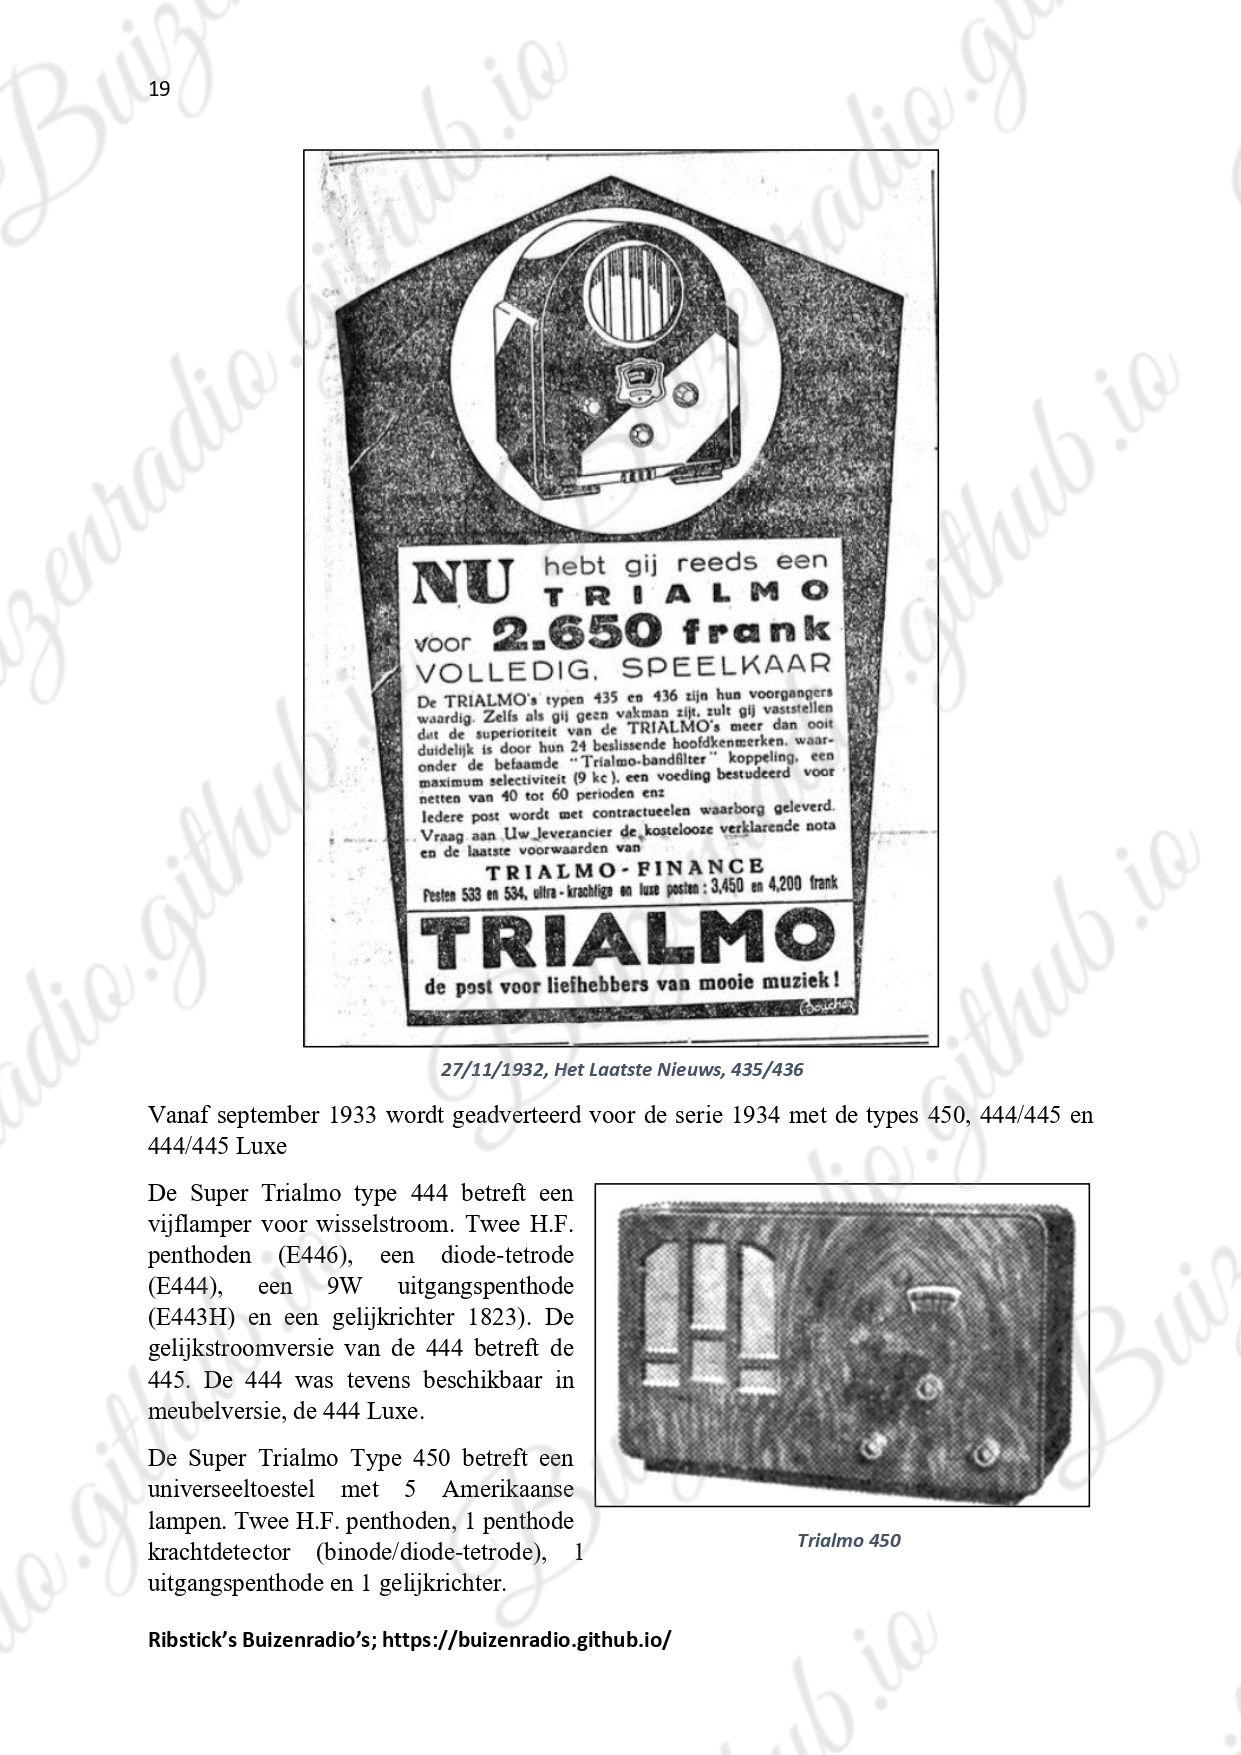 19
NU hebt gij reeds een
TRIALMO
voor 2.650 frank
VOLLEDIG, SPEELKAAR
De TRIALMO's typen 435 en 436 zijn hun voorgangers
waardig. Zelfs als gij geen vakman zijt, zult gij vaststellen
dat de superioriteit van de TRIALMO's meer dan ooit
duidelijk is door hun 24 beslissende hoofdkenmerken, waar-
onder de befaamde "Trialmo-bandfilter" koppeling, een
maximum selectiviteit (9 kc), een voeding bestudeerd voor
netten van 40 tot 60 perioden enz
Iedere post wordt met contractueelen waarborg geleverd.
Vraag aan Uw leverancier de kostelooze verklarende nota
en de laatste voorwaarden van
TRIALMO-FINANCE
Posten 533 en 534, ultra-krachtige en luxe posten: 3,450 en 4,200 frank
TRIALMO
de post voor liefhebbers van mooie muziek!
27/11/1932, Het Laatste Nieuws, 435/436
Vanaf september 1933 wordt geadverteerd voor de serie 1934 met de types 450, 444/445 en
444/445 Luxe
De Super Trialmo type 444 betreft een
vijflamper voor wisselstroom. Twee H.F.
penthoden (E446), een diode-tetrode
(E444), een 9W uitgangspenthode
(E443H) en een gelijkrichter 1823). De
gelijkstroomversie van de 444 betreft de
445. De 444 was tevens beschikbaar in
meubelversie, de 444 Luxe.
De Super Trialmo Type 450 betreft een
universeeltoestel met 5 Amerikaanse
lampen. Twee H.F. penthoden, 1 penthode
krachtdetector (binode/diode-tetrode), 1
uitgangspenthode en 1 gelijkrichter.
Trialmo 450
Ribstick's Buizenradio's; https://buizenradio.github.io/